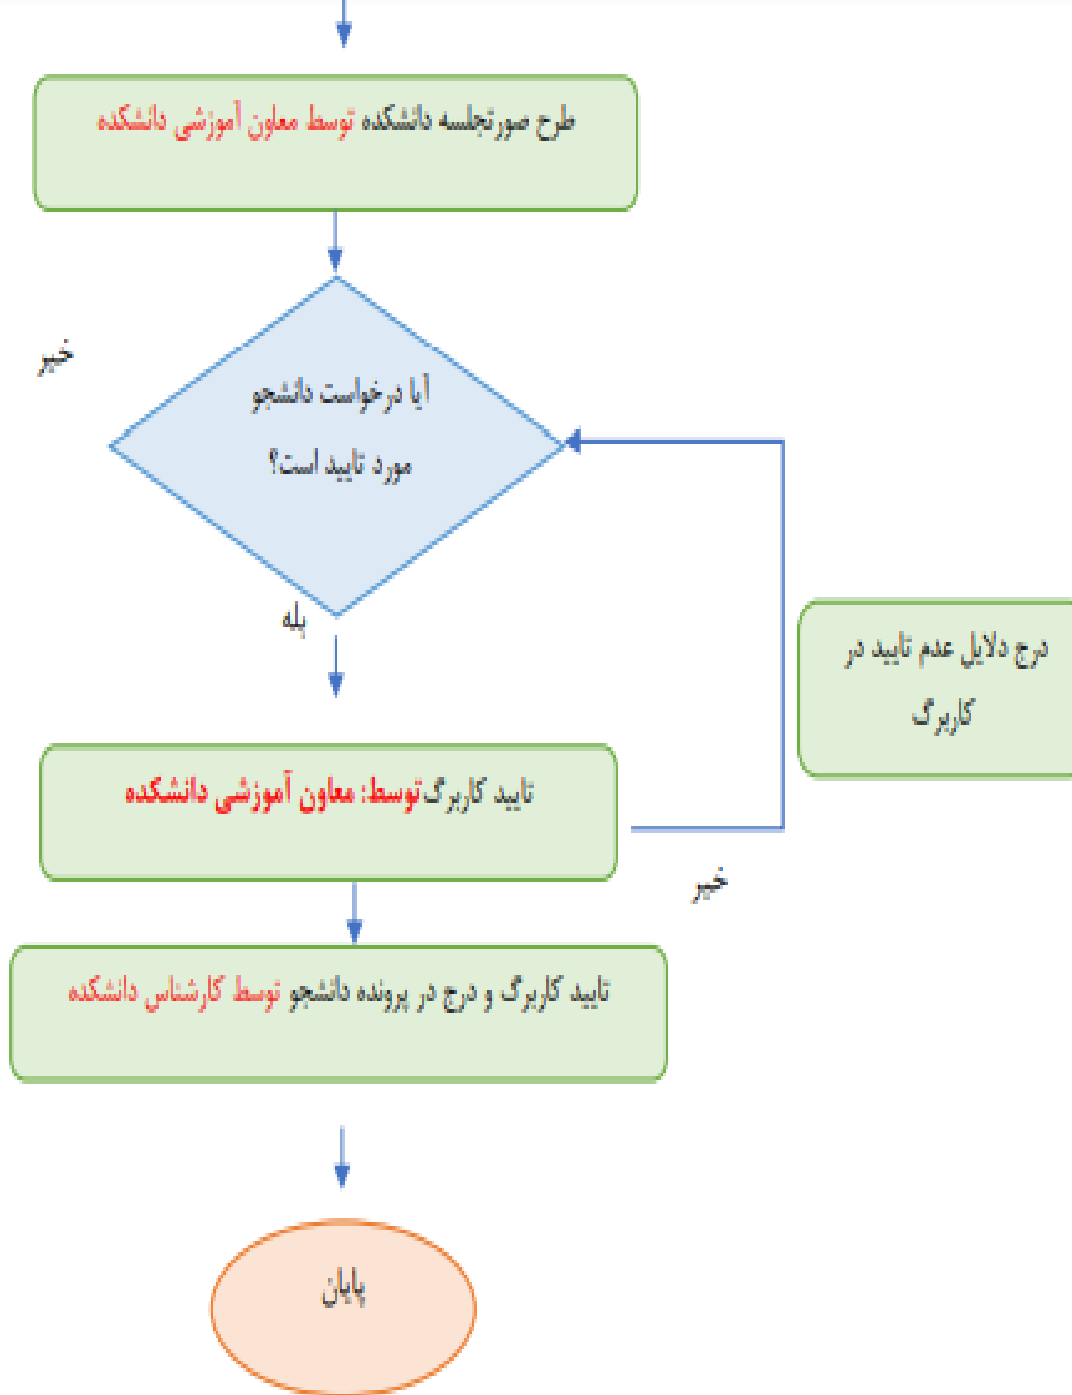 طرح صورتجلسه دانشکده توسط معاون آموزشی دانشکده
خیر
آیا درخواست دانشجو
مورد تایید است؟
بله
درج دلایل عدم تایید در
کاربرگ
تایید کاربرگ توسط: معاون آموزشی دانشکده
خیر
تایید کاربرگ و درج در پرونده دانشجو توسط کارشناس دانشکده
پایان